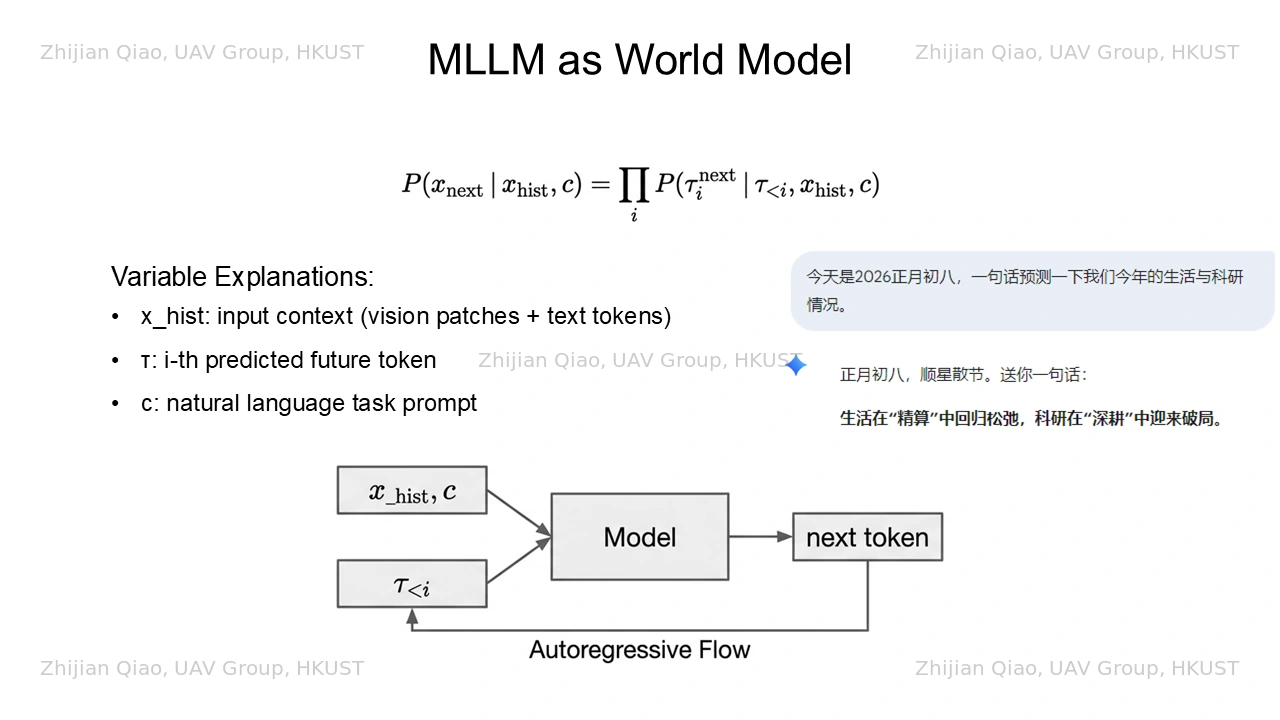 Zhijian Qiao, UAV Group, HKUST
MLLM as World Model
Zhijian Qiao, UAV Group, HKUST
P(x_next | x_hist, c) = ∏_i P(τ_i^next | τ_<i, x_hist, c)
Variable Explanations:
• x_hist: input context (vision patches + text tokens)
• τ: i-th predicted future token
• c: natural language task prompt
Zhijian Qiao, UAV Group, HKUST
今天是2026正月初八，一句话预测一下我们今年的生活与科研
情况。
正月初八，顺星散节。送你一句话：
生活在“精算”中回归松弛，科研在“深耕”中迎来破局。
x_hist, c
τ_<i
Model
next token
Autoregressive Flow
Zhijian Qiao, UAV Group, HKUST
Zhijian Qiao, UAV Group, HKUST